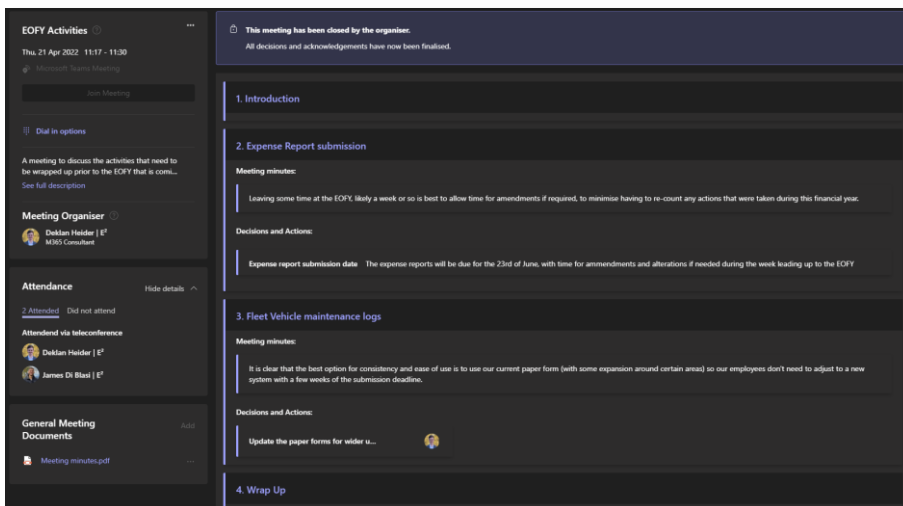 EOFY Activities
...
Thu, 21 Apr 2022 11:17 - 11:30
Microsoft Teams Meeting
Join Meeting
Dial in options
A meeting to discuss the activities that need to
be wrapped up prior to the EOFY that is comi...
See full description
Meeting Organiser
Deklan Heider | E²
M365 Consultant
Attendance
Hide details
2 Attended Did not attend
Attendend via teleconference
Deklan Heider | E²
James Di Blasi | E²
General Meeting
Documents
Add
Meeting minutes.pdf
...
This meeting has been closed by the organiser.
All decisions and acknowledgements have now been finalised.
1. Introduction
2. Expense Report submission
Meeting minutes:
Leaving some time at the EOFY, likely a week or so is best to allow time for amendments if required, to minimise having to re-count any actions that were taken during this financial year.
Decisions and Actions:
Expense report submission date The expense reports will be due for the 23rd of June, with time for ammendments and alterations if needed during the week leading up to the EOFY
3. Fleet Vehicle maintenance logs
Meeting minutes:
It is clear that the best option for consistency and ease of use is to use our current paper form (with some expansion around certain areas) so our employees don't need to adjust to a new
system with a few weeks of the submission deadline.
Decisions and Actions:
Update the paper forms for wider u...
4. Wrap Up